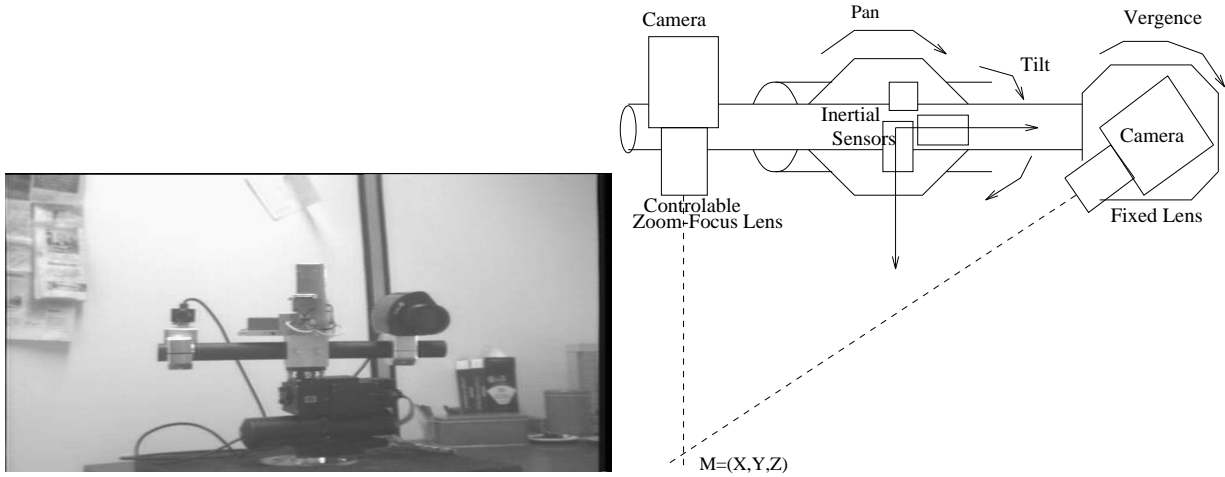 Camera
Pan
Vergence
Tilt
Inertial
Sensors
Camera
Controlable
Zoom-Focus Lens
Fixed Lens
M=(X,Y,Z)